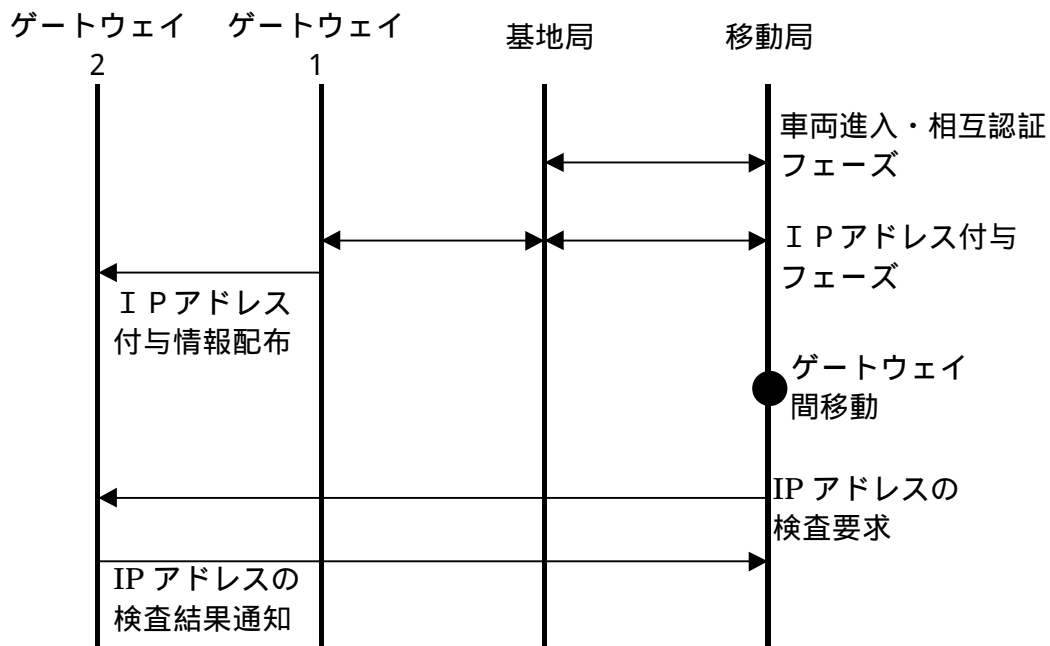 ゲートウェイ
2
ゲートウェイ
1
基地局
移動局
車両進入・相互認証
フェーズ
ＩＰアドレス付与
フェーズ
ＩＰアドレス
付与情報配布
ゲートウェイ
間移動
IP アドレスの
検査要求
IP アドレスの
検査結果通知